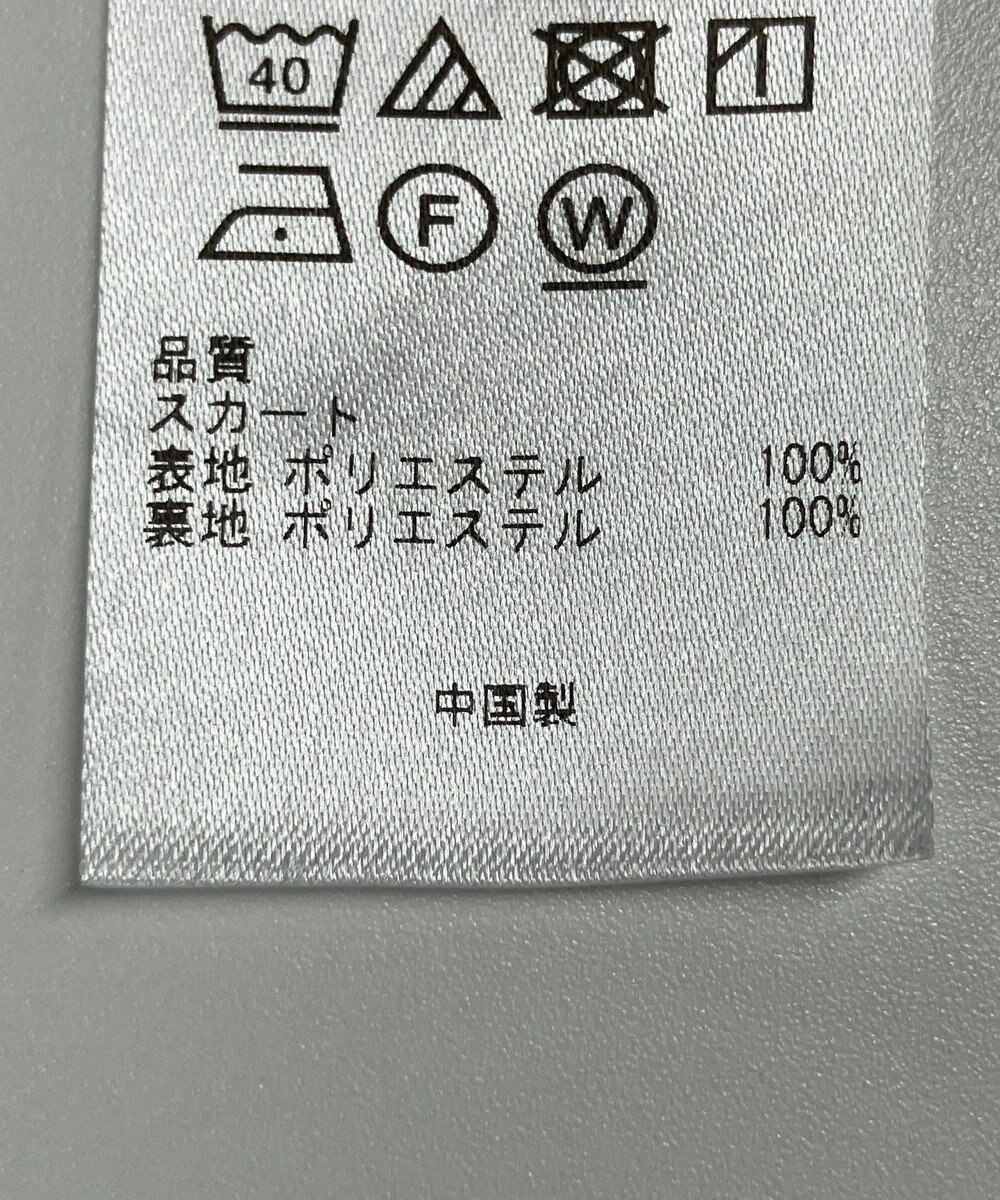 40
F W
品質
スカート
表地 ポリエステル 100%
裏地 ポリエステル 100%
中国製